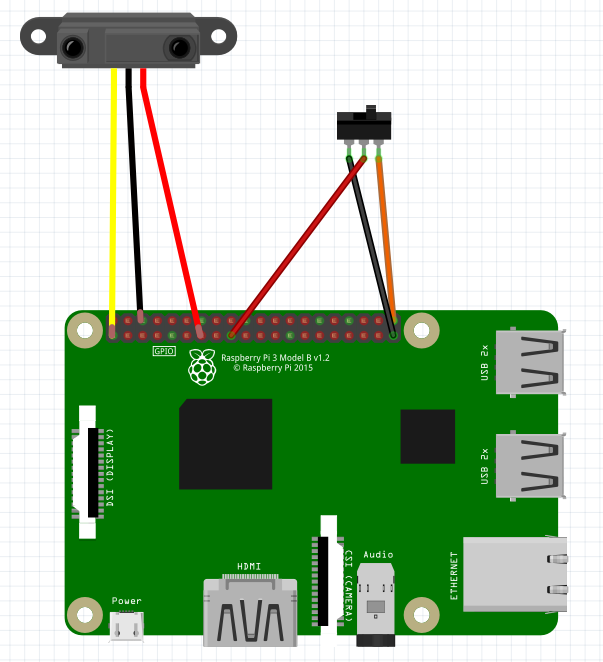 GPIO
Raspberry Pi 3 Model B v1.2
© Raspberry Pi 2015
USB 2x
DSI (DISPLAY)
USB 2x
HDMI
Audio
CSI (CAMERA)
ETHERNET
Power